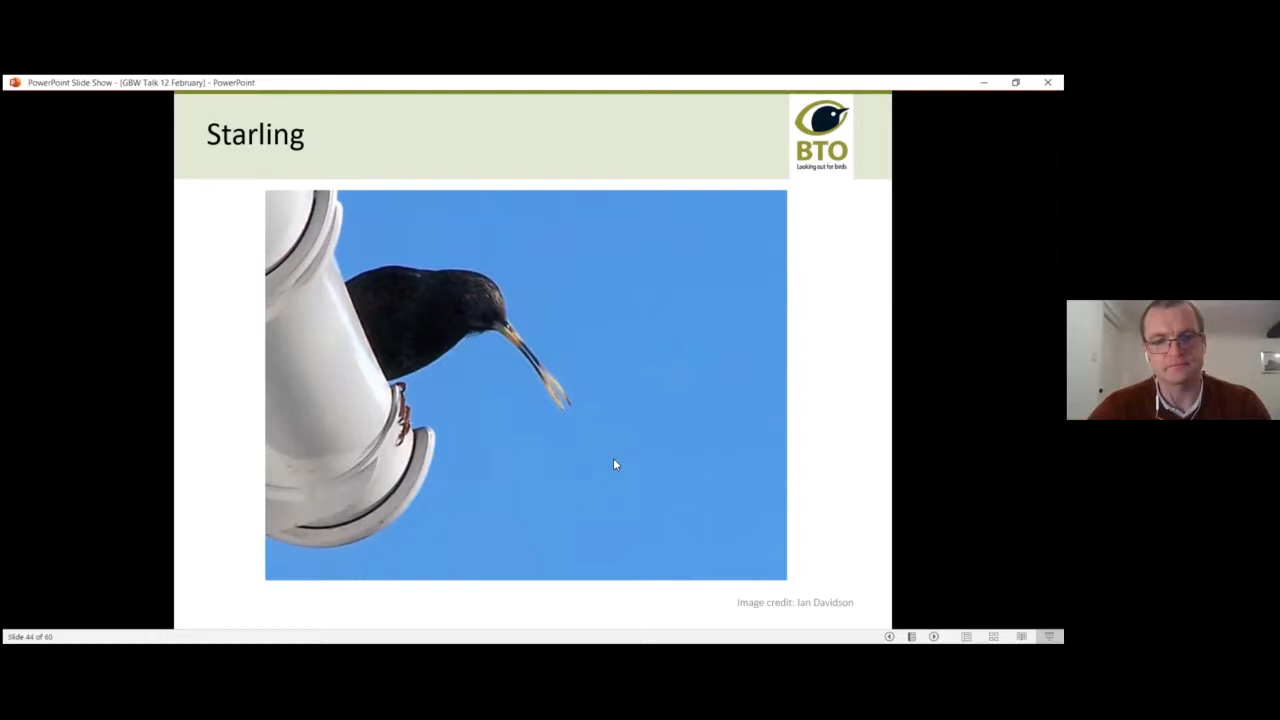 PowerPoint Slide Show - [GBW Talk 12 February] - PowerPoint
Starling
BTO
Looking out for birds
Image credit: Ian Davidson
Slide 44 of 60